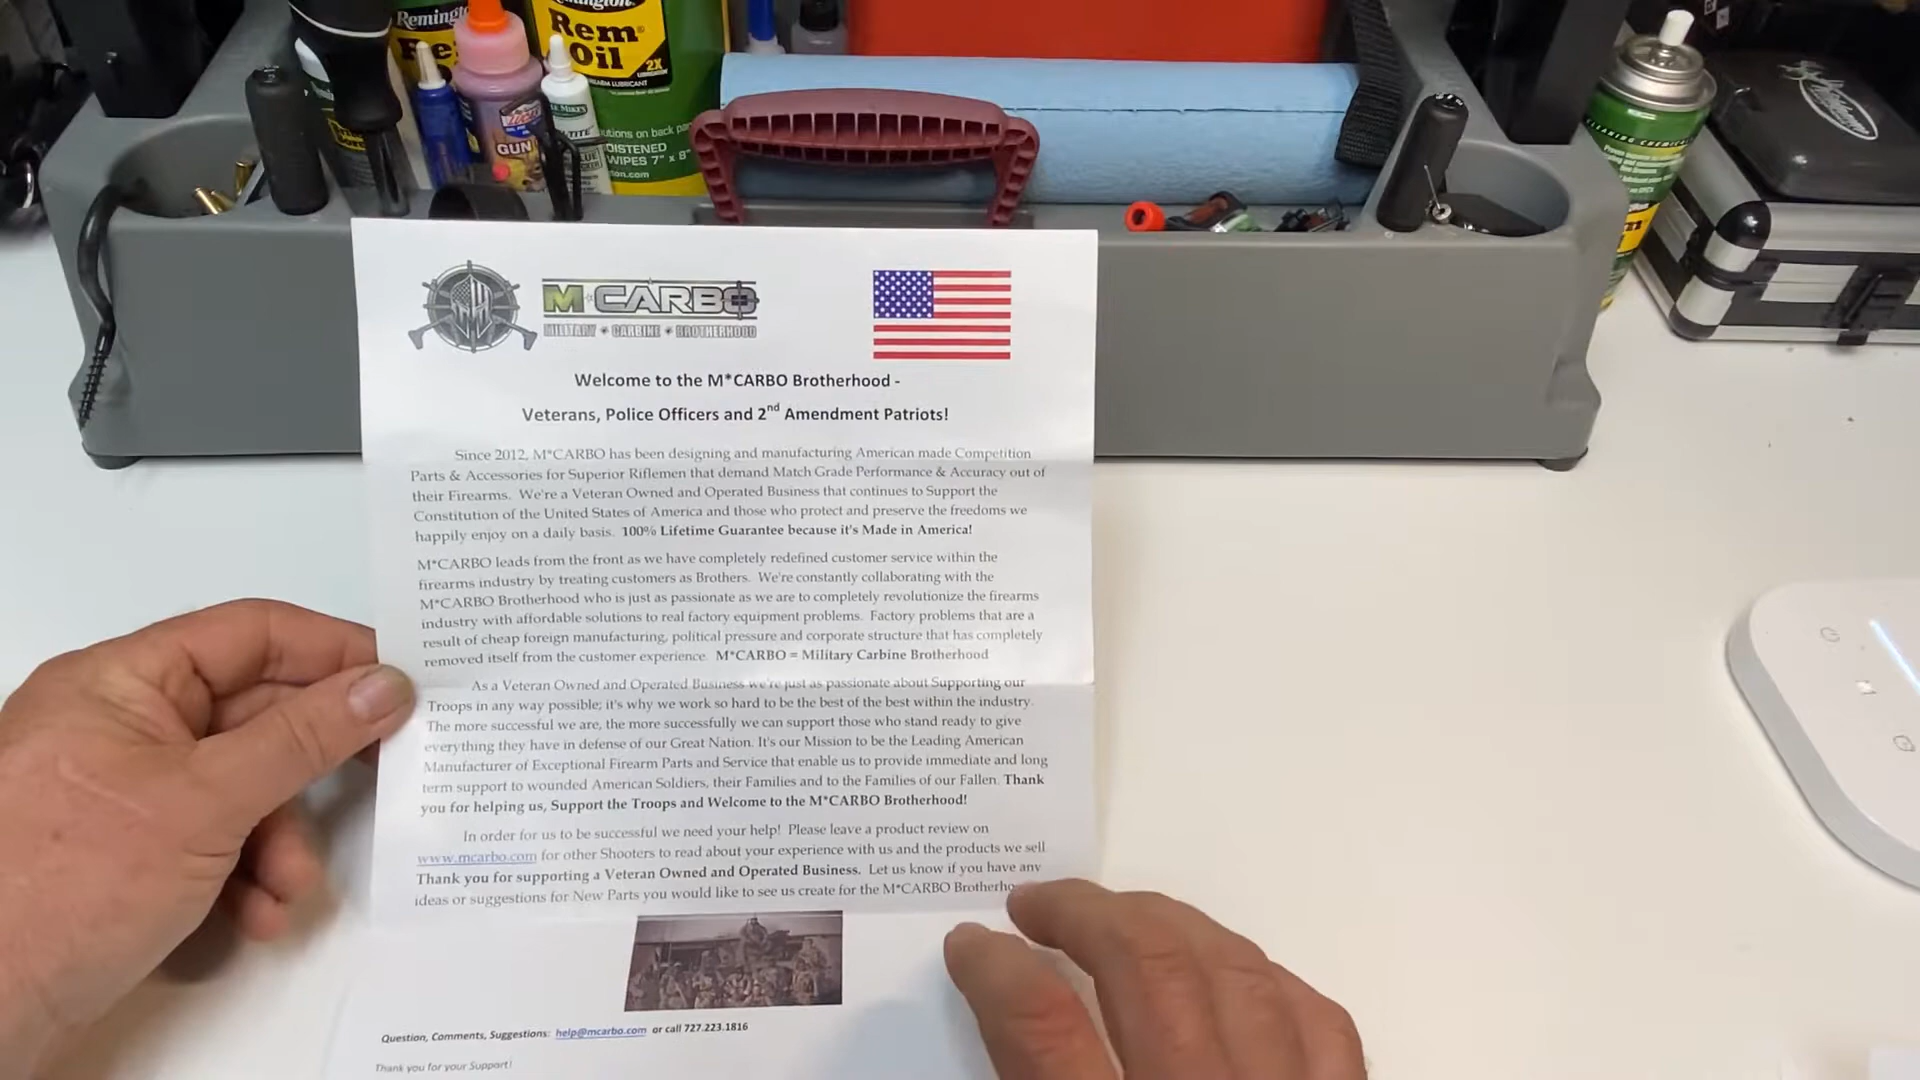 Remington
Remington
Rem
Oil
2X
LUBRICANT
GUN
utions on back pan
DISTENED
WIPES 7" x 8"
ton.com
M*CARBO
MILITARY * CARBINE * BROTHERHOOD
Welcome to the M*CARBO Brotherhood -
Veterans, Police Officers and 2nd Amendment Patriots!
Since 2012, M*CARBO has been designing and manufacturing American made Competition
Parts & Accessories for Superior Riflemen that demand Match Grade Performance & Accuracy out of
their Firearms. We're a Veteran Owned and Operated Business that continues to Support the
Constitution of the United States of America and those who protect and preserve the freedoms we
happily enjoy on a daily basis. 100% Lifetime Guarantee because it's Made in America!
M*CARBO leads from the front as we have completely redefined customer service within the
firearms industry by treating customers as Brothers. We're constantly collaborating with the
M*CARBO Brotherhood who is just as passionate as we are to completely revolutionize the firearms
industry with affordable solutions to real factory equipment problems. Factory problems that are a
result of cheap foreign manufacturing, political pressure and corporate structure that has completely
removed itself from the customer experience. M*CARBO = Military Carbine Brotherhood
As a Veteran Owned and Operated Business we're just as passionate about Supporting our
Troops in any way possible; it's why we work so hard to be the best of the best within the industry.
The more successful we are, the more successfully we can support those who stand ready to give
everything they have in defense of our Great Nation. It's our Mission to be the Leading American
Manufacturer of Exceptional Firearm Parts and Service that enable us to provide immediate and long
term support to wounded American Soldiers, their Families and to the Families of our Fallen. Thank
you for helping us, Support the Troops and Welcome to the M*CARBO Brotherhood!
In order for us to be successful we need your help! Please leave a product review on
www.mcarbo.com for other Shooters to read about your experience with us and the products we sell.
Thank you for supporting a Veteran Owned and Operated Business. Let us know if you have any
ideas or suggestions for New Parts you would like to see us create for the M*CARBO Brotherho
Question, Comments, Suggestions: help@mcarbo.com or call 727.223.1816
Thank you for your Support!